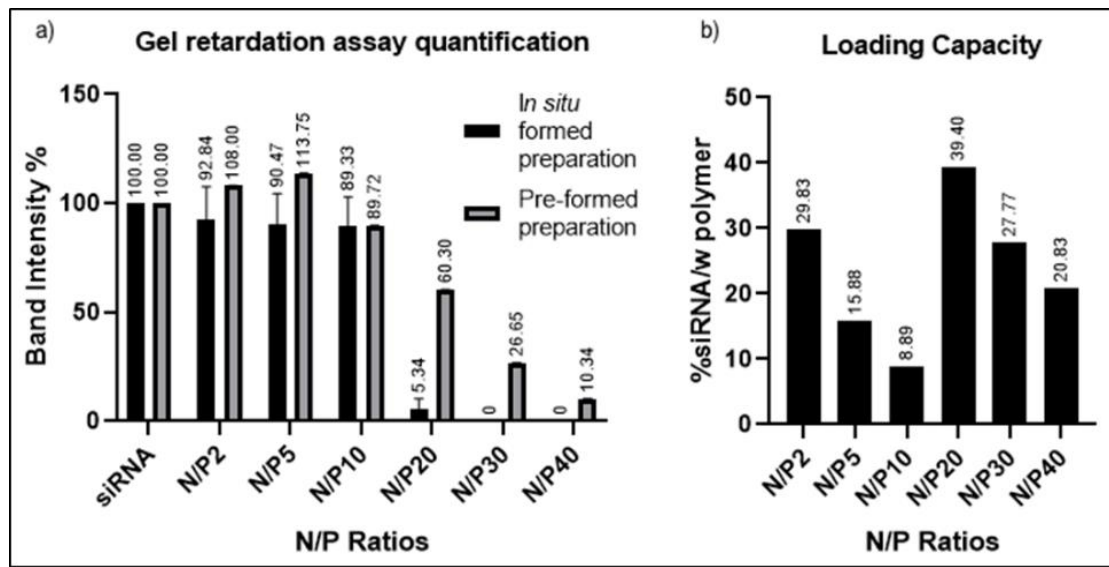 a)
Gel retardation assay quantification
Band Intensity %
150
100
50
0
100.00
100.00
92.84
108.00
90.47
113.75
89.33
89.72
5.34
60.30
0
26.65
0
10.34
In situ
formed
preparation
Pre-formed
preparation
siRNA
N/P2
N/P5
N/P10
N/P20
N/P30
N/P40
N/P Ratios
b)
Loading Capacity
%siRNA/w polymer
50
40
30
20
10
0
29.83
15.88
8.89
39.40
27.77
20.83
N/P2
N/P5
N/P10
N/P20
N/P30
N/P40
N/P Ratios